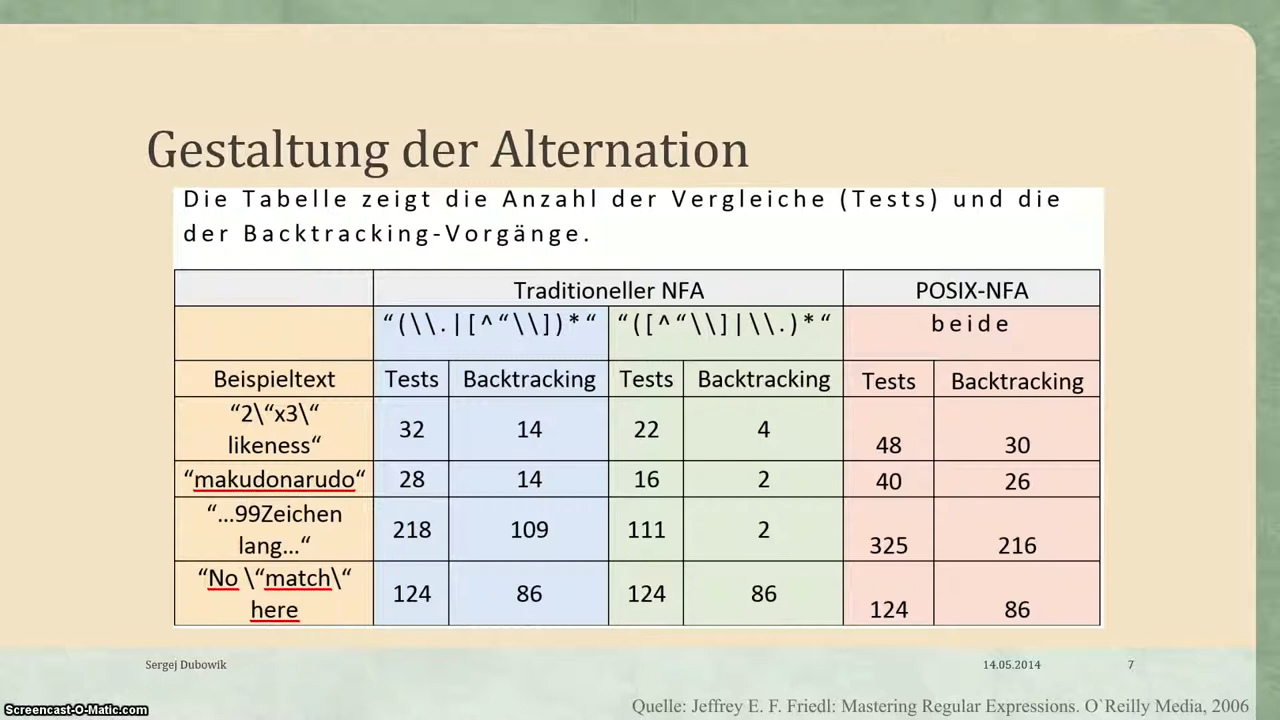 Gestaltung der Alternation
Die Tabelle zeigt die Anzahl der Vergleiche (Tests) und die
der Backtracking-Vorgänge.
Traditioneller NFA POSIX-NFA
“(\\.|[^“\\])*“ “([^“\\]|\\.)*“ beide
Beispieltext Tests Backtracking Tests Backtracking Tests Backtracking
“2\“x3\“
likeness“ 32 14 22 4 48 30
“makudonarudo“ 28 14 16 2 40 26
“...99Zeichen
lang...“ 218 109 111 2 325 216
“No \“match\“
here 124 86 124 86 124 86
Sergej Dubowik 14.05.2014 7
Screencast-O-Matic.com
Quelle: Jeffrey E. F. Friedl: Mastering Regular Expressions. O`Reilly Media, 2006